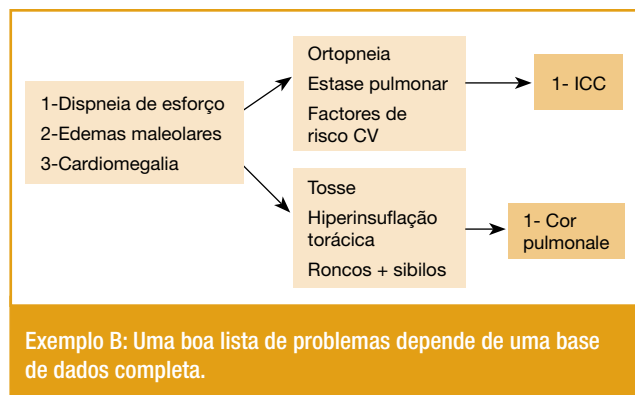 1-Dispneia de esforço
2-Edemas maleolares
3-Cardiomegalia
Ortopneia
Estase pulmonar
Factores de
risco CV
1- ICC
Tosse
Hiperinsuflação
torácica
Roncos + sibilos
1- Cor
pulmonale
Exemplo B: Uma boa lista de problemas depende de uma base
de dados completa.